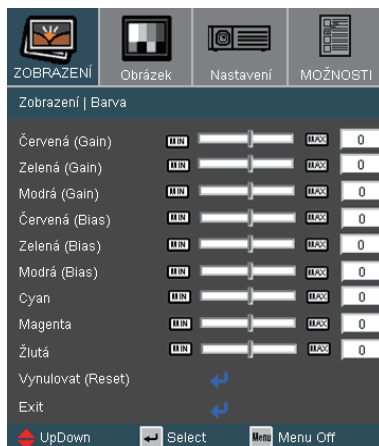 ZOBRAZENÍ Obrázek Nastavení MOŽNOSTI
Zobrazení | Barva
Červená (Gain) MIN MAX 0
Zelená (Gain) MIN MAX 0
Modrá (Gain) MIN MAX 0
Červená (Bias) MIN MAX 0
Zelená (Bias) MIN MAX 0
Modrá (Bias) MIN MAX 0
Cyan MIN MAX 0
Magenta MIN MAX 0
Žlutá MIN MAX 0
Vynulovat (Reset)
Exit
UpDown Select Menu Menu Off